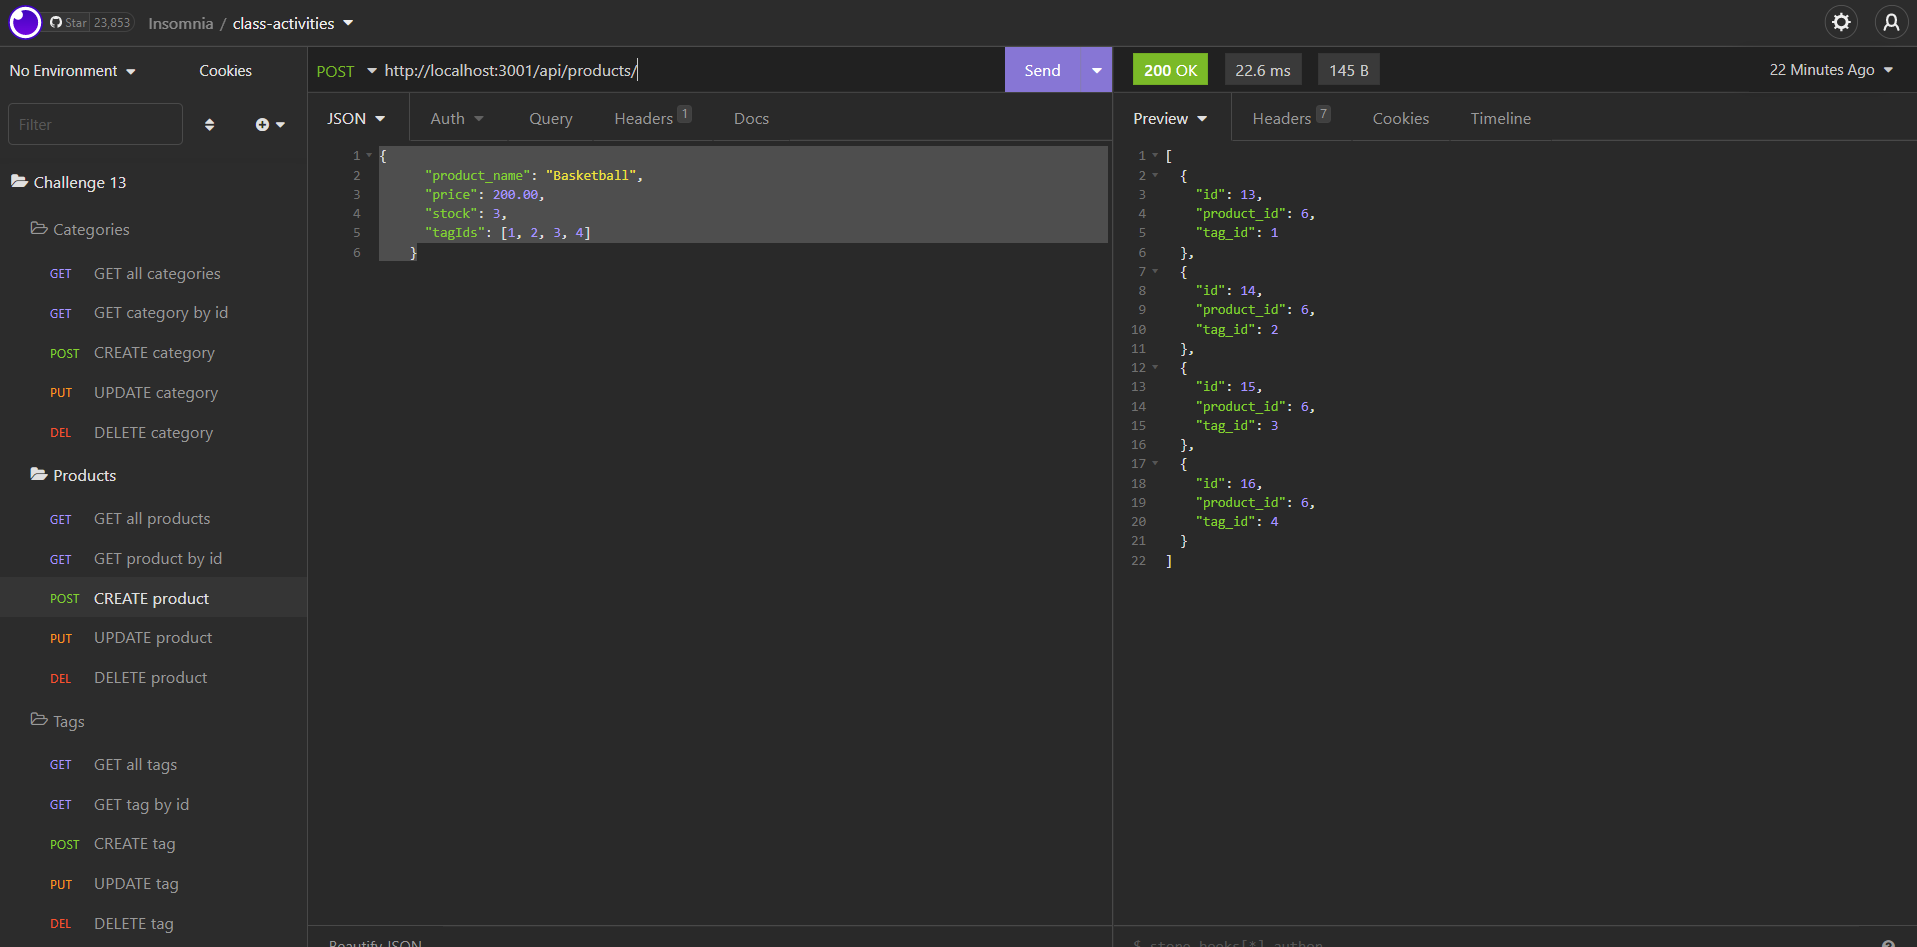 Star 23,853
Insomnia / class-activities
No Environment
Cookies
Filter
Challenge 13
Categories
GET GET all categories
GET GET category by id
POST CREATE category
PUT UPDATE category
DEL DELETE category
Products
GET GET all products
GET GET product by id
POST CREATE product
PUT UPDATE product
DEL DELETE product
Tags
GET GET all tags
GET GET tag by id
POST CREATE tag
PUT UPDATE tag
DEL DELETE tag
POST http://localhost:3001/api/products/
Send
JSON Auth Query Headers 1 Docs
1 {
2 "product_name": "Basketball",
3 "price": 200.00,
4 "stock": 3,
5 "tagIds": [1, 2, 3, 4]
6 }
Beautify JSON
200 OK 22.6 ms 145 B 22 Minutes Ago
Preview Headers 7 Cookies Timeline
1 [
2 {
3 "id": 13,
4 "product_id": 6,
5 "tag_id": 1
6 },
7 {
8 "id": 14,
9 "product_id": 6,
10 "tag_id": 2
11 },
12 {
13 "id": 15,
14 "product_id": 6,
15 "tag_id": 3
16 },
17 {
18 "id": 16,
19 "product_id": 6,
20 "tag_id": 4
21 }
22 ]
$.store.books[*].author